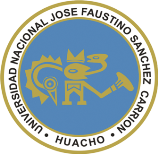 UNIVERSIDAD NACIONAL JOSE FAUSTINO SANCHEZ CARRION
• HUACHO •